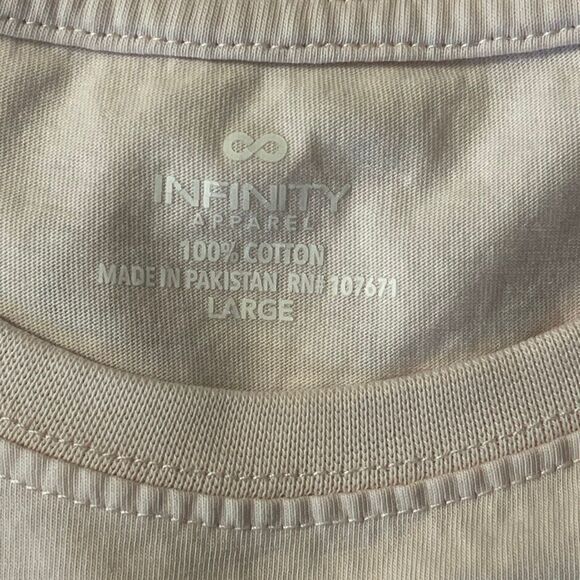 INFINITY
APPAREL
100% COTTON
MADE IN PAKISTAN RN# 107671
LARGE